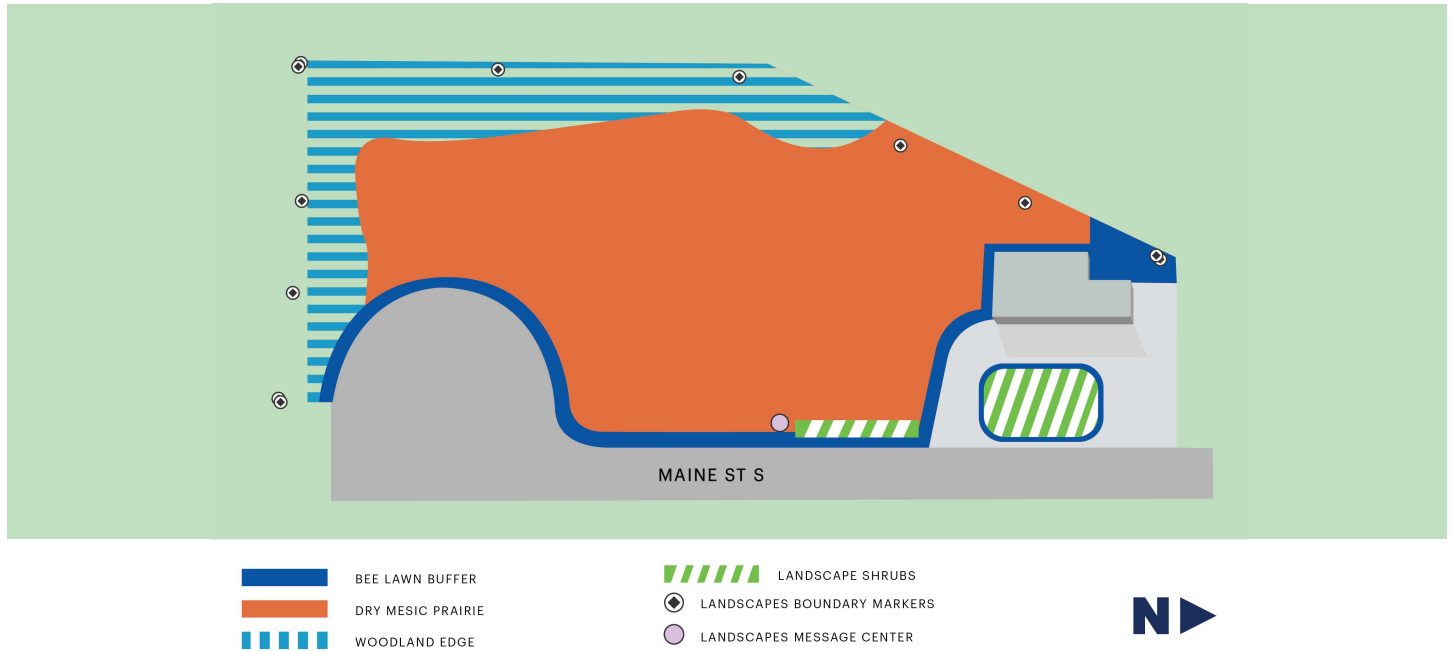 MAINE ST S
BEE LAWN BUFFER
DRY MESIC PRAIRIE
WOODLAND EDGE
LANDSCAPE SHRUBS
LANDSCAPES BOUNDARY MARKERS
LANDSCAPES MESSAGE CENTER
N